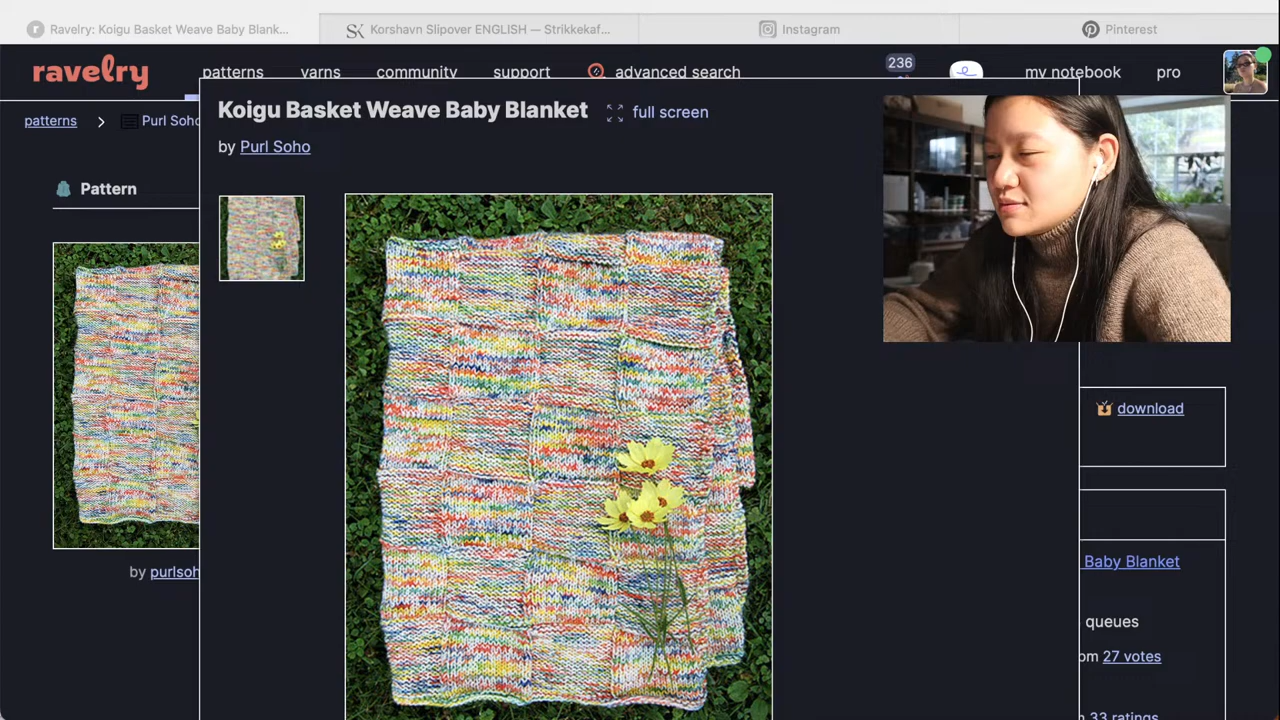 Ravelry: Koigu Basket Weave Baby Blank...
Korshavn Slipover ENGLISH — Strikkekaf...
Instagram
Pinterest
ravelry
patterns
yarns
community
support
advanced search
236
my notebook
pro
patterns
Purl Soho
Koigu Basket Weave Baby Blanket
full screen
by Purl Soho
Pattern
download
Baby Blanket
queues
27 votes
33 ratings
by purlsoh